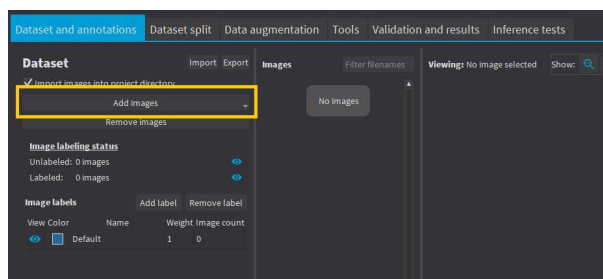 Dataset and annotations Dataset split Data augmentation Tools Validation and results Inference tests
Dataset Import Export
Import images into project directory
Add images
Remove images
Image labeling status
Unlabeled: 0 images
Labeled: 0 images
Image labels Add label Remove label
View Color Name Weight Image count
Default 1 0
Images Filter filenames
No images
Viewing: No image selected Show: